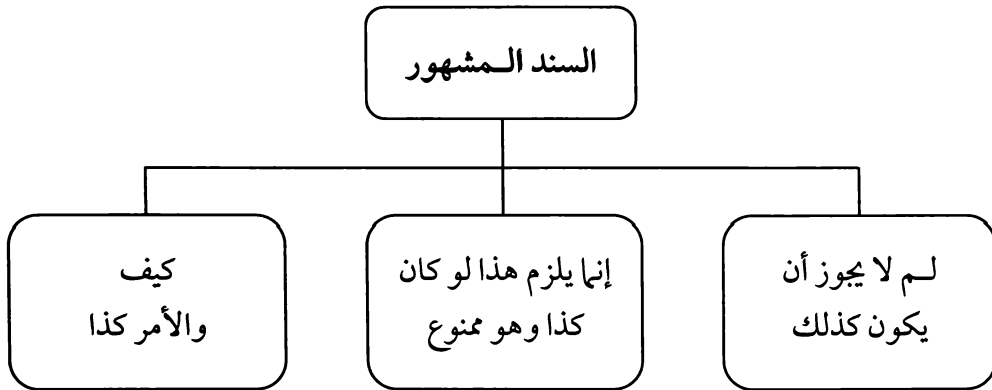 السند المشهور
لم لا يجوز أن
يكون كذلك
إنما يلزم هذا لو كان
كذا وهو ممنوع
كيف
والأمر كذا